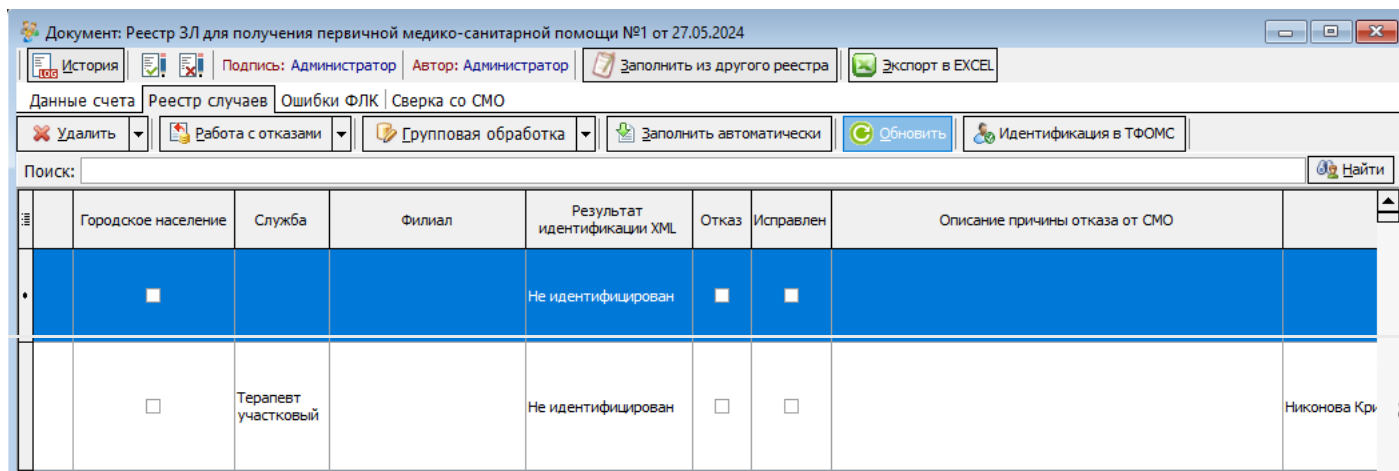 Документ: Реестр ЗЛ для получения первичной медико-санитарной помощи №1 от 27.05.2024
LOG История Подпись: Администратор Автор: Администратор Заполнить из другого реестра Экспорт в EXCEL
Данные счета Реестр случаев Ошибки ФЛК Сверка со СМО
Удалить Работа с отказами Групповая обработка Заполнить автоматически Обновить Идентификация в ТФОМС
Поиск: Найти
Городское население Служба Филиал Результат идентификации XML Отказ Исправлен Описание причины отказа от СМО
Не идентифицирован
Терапевт участковый Не идентифицирован Никонова Кри